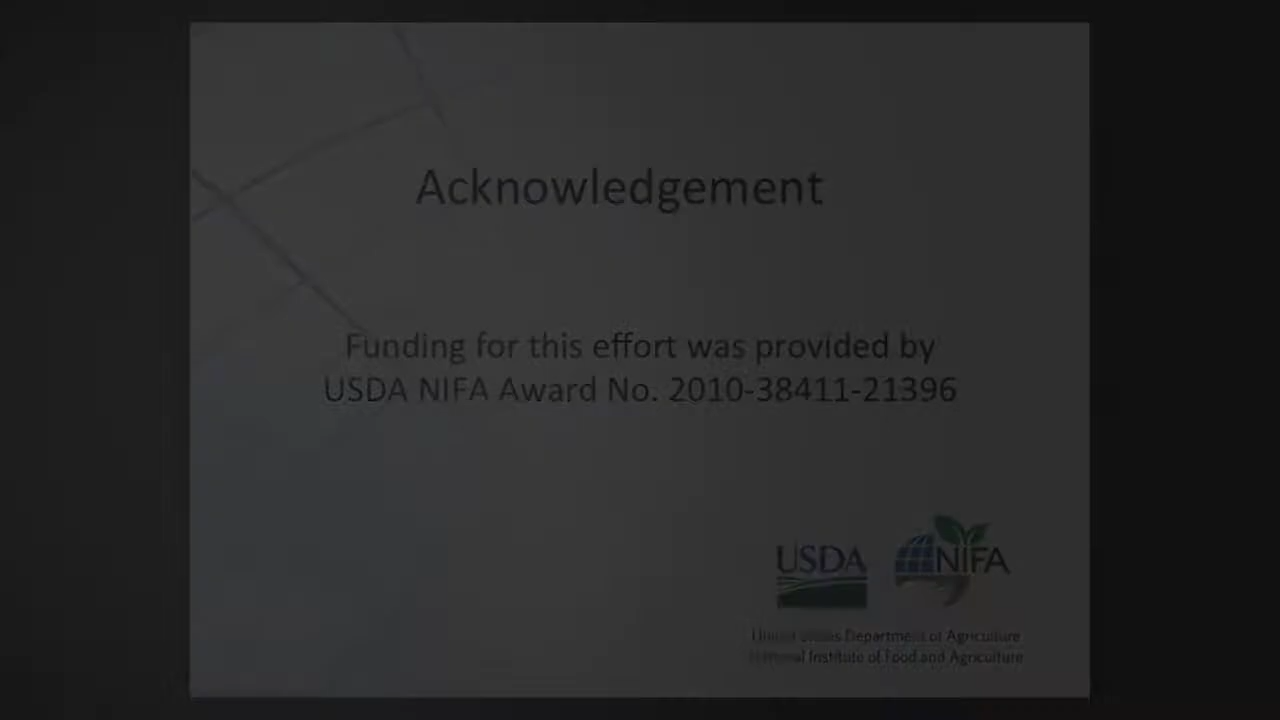 Acknowledgement
Funding for this effort was provided by
USDA NIFA Award No. 2010-38411-21396
USDA
NIFA
United States Department of Agriculture
National Institute of Food and Agriculture